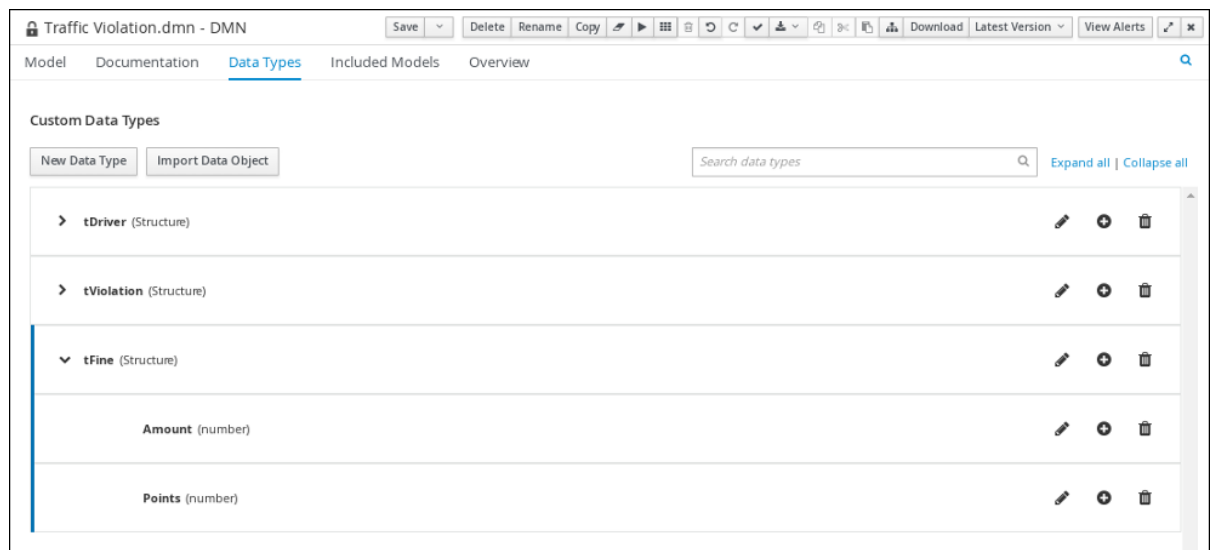 Traffic Violation.dmn - DMN Save Delete Rename Copy Download Latest Version View Alerts
Model Documentation Data Types Included Models Overview
Custom Data Types
New Data Type Import Data Object Search data types Expand all | Collapse all
tDriver (Structure)
tViolation (Structure)
tFine (Structure)
Amount (number)
Points (number)